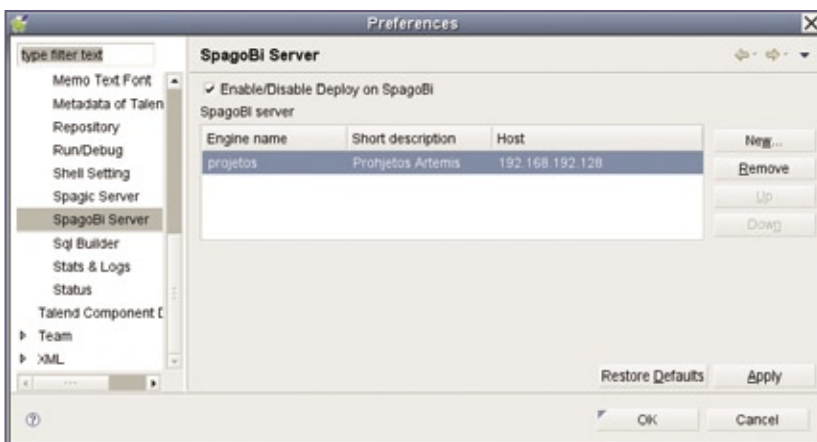 Preferences
type filter text
Memo Text Font
Metadata of Talen
Repository
Run/Debug
Shell Setting
Spagic Server
SpagoBi Server
Sql Builder
Stats & Logs
Status
Talend Component D
Team
XML
SpagoBi Server
Enable/Disable Deploy on SpagoBi
SpagoBI server
Engine name Short description Host
projetos Prohjetos Artemis 192.168.192.128
New...
Remove
Up
Down
Restore Defaults Apply
OK Cancel